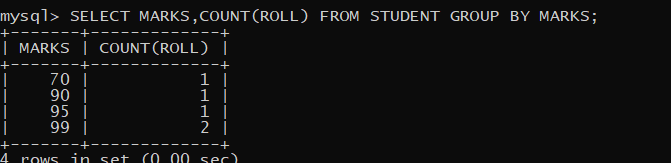 mysql> SELECT MARKS,COUNT(ROLL) FROM STUDENT GROUP BY MARKS;
+-------+-------------+
| MARKS | COUNT(ROLL) |
+-------+-------------+
|    70 |           1 |
|    90 |           1 |
|    95 |           1 |
|    99 |           2 |
+-------+-------------+
4 rows in set (0.00 sec)